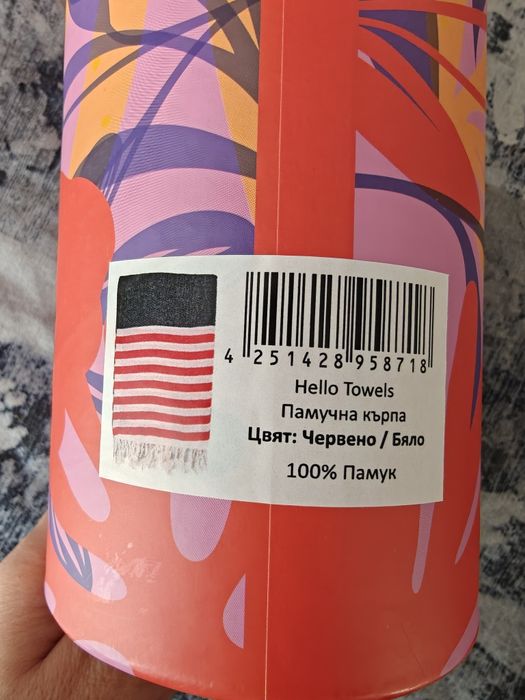 4 251428 958718
Hello Towels
Памучна кърпа
Цвят: Червено / Бяло
100% Памук